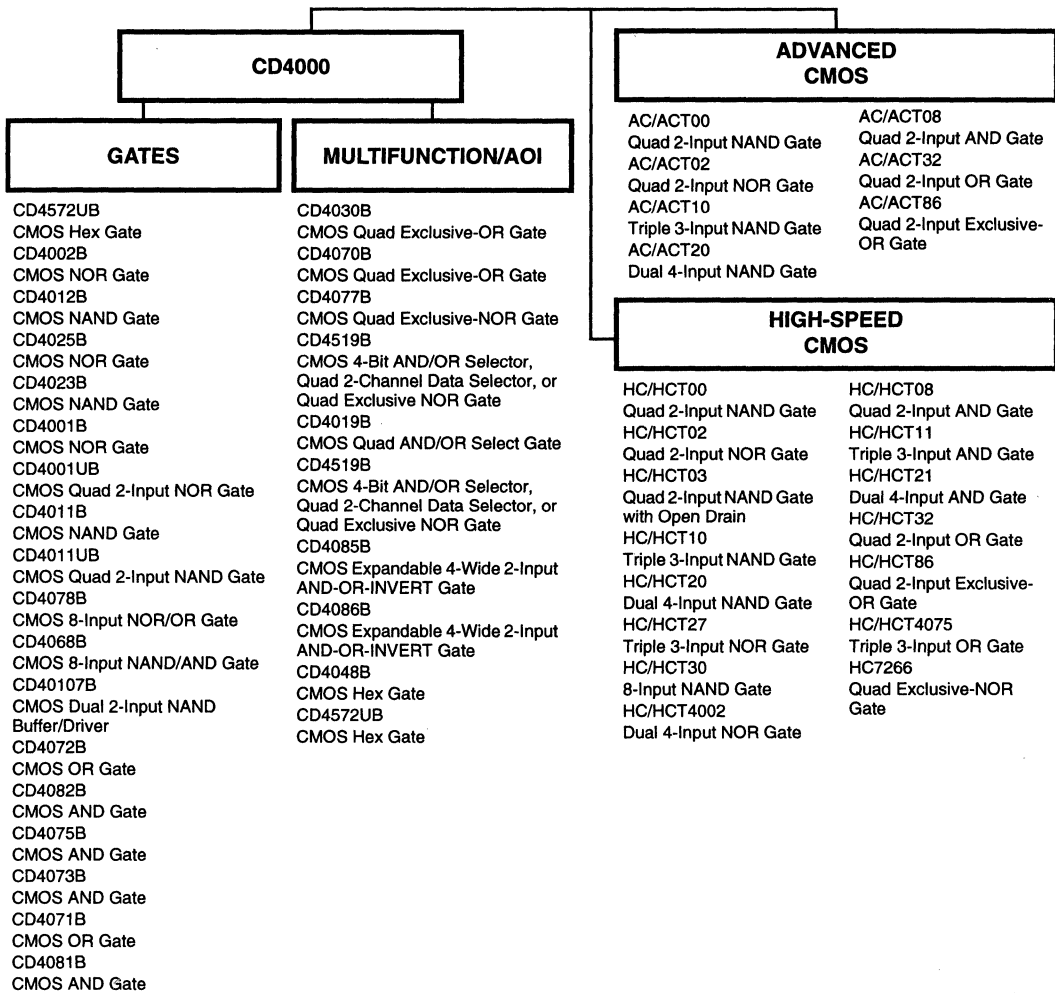 CD4000
GATES
CD4572UB
CMOS Hex Gate
CD4002B
CMOS NOR Gate
CD4012B
CMOS NAND Gate
CD4025B
CMOS NOR Gate
CD4023B
CMOS NAND Gate
CD4001B
CMOS NOR Gate
CD4001UB
CMOS Quad 2-Input NOR Gate
CD4011B
CMOS NAND Gate
CD4011UB
CMOS Quad 2-Input NAND Gate
CD4078B
CMOS 8-Input NOR/OR Gate
CD4068B
CMOS 8-Input NAND/AND Gate
CD40107B
CMOS Dual 2-Input NAND
Buffer/Driver
CD4072B
CMOS OR Gate
CD4082B
CMOS AND Gate
CD4075B
CMOS AND Gate
CD4073B
CMOS AND Gate
CD4071B
CMOS OR Gate
CD4081B
CMOS AND Gate
MULTIFUNCTION/AOI
CD4030B
CMOS Quad Exclusive-OR Gate
CD4070B
CMOS Quad Exclusive-OR Gate
CD4077B
CMOS Quad Exclusive-NOR Gate
CD4519B
CMOS 4-Bit AND/OR Selector,
Quad 2-Channel Data Selector, or
Quad Exclusive NOR Gate
CD4019B
CMOS Quad AND/OR Select Gate
CD4519B
CMOS 4-Bit AND/OR Selector,
Quad 2-Channel Data Selector, or
Quad Exclusive NOR Gate
CD4085B
CMOS Expandable 4-Wide 2-Input
AND-OR-INVERT Gate
CD4086B
CMOS Expandable 4-Wide 2-Input
AND-OR-INVERT Gate
CD4048B
CMOS Hex Gate
CD4572UB
CMOS Hex Gate
ADVANCED
CMOS
AC/ACT00
Quad 2-Input NAND Gate
AC/ACT02
Quad 2-Input NOR Gate
AC/ACT10
Triple 3-Input NAND Gate
AC/ACT20
Dual 4-Input NAND Gate
AC/ACT08
Quad 2-Input AND Gate
AC/ACT32
Quad 2-Input OR Gate
AC/ACT86
Quad 2-Input Exclusive-
OR Gate
HIGH-SPEED
CMOS
HC/HCT00
Quad 2-Input NAND Gate
HC/HCT02
Quad 2-Input NOR Gate
HC/HCT03
Quad 2-Input NAND Gate
with Open Drain
HC/HCT10
Triple 3-Input NAND Gate
HC/HCT20
Dual 4-Input NAND Gate
HC/HCT27
Triple 3-Input NOR Gate
HC/HCT30
8-Input NAND Gate
HC/HCT4002
Dual 4-Input NOR Gate
HC/HCT08
Quad 2-Input AND Gate
HC/HCT11
Triple 3-Input AND Gate
HC/HCT21
Dual 4-Input AND Gate
HC/HCT32
Quad 2-Input OR Gate
HC/HCT86
Quad 2-Input Exclusive-
OR Gate
HC/HCT4075
Triple 3-Input OR Gate
HC7266
Quad Exclusive-NOR
Gate